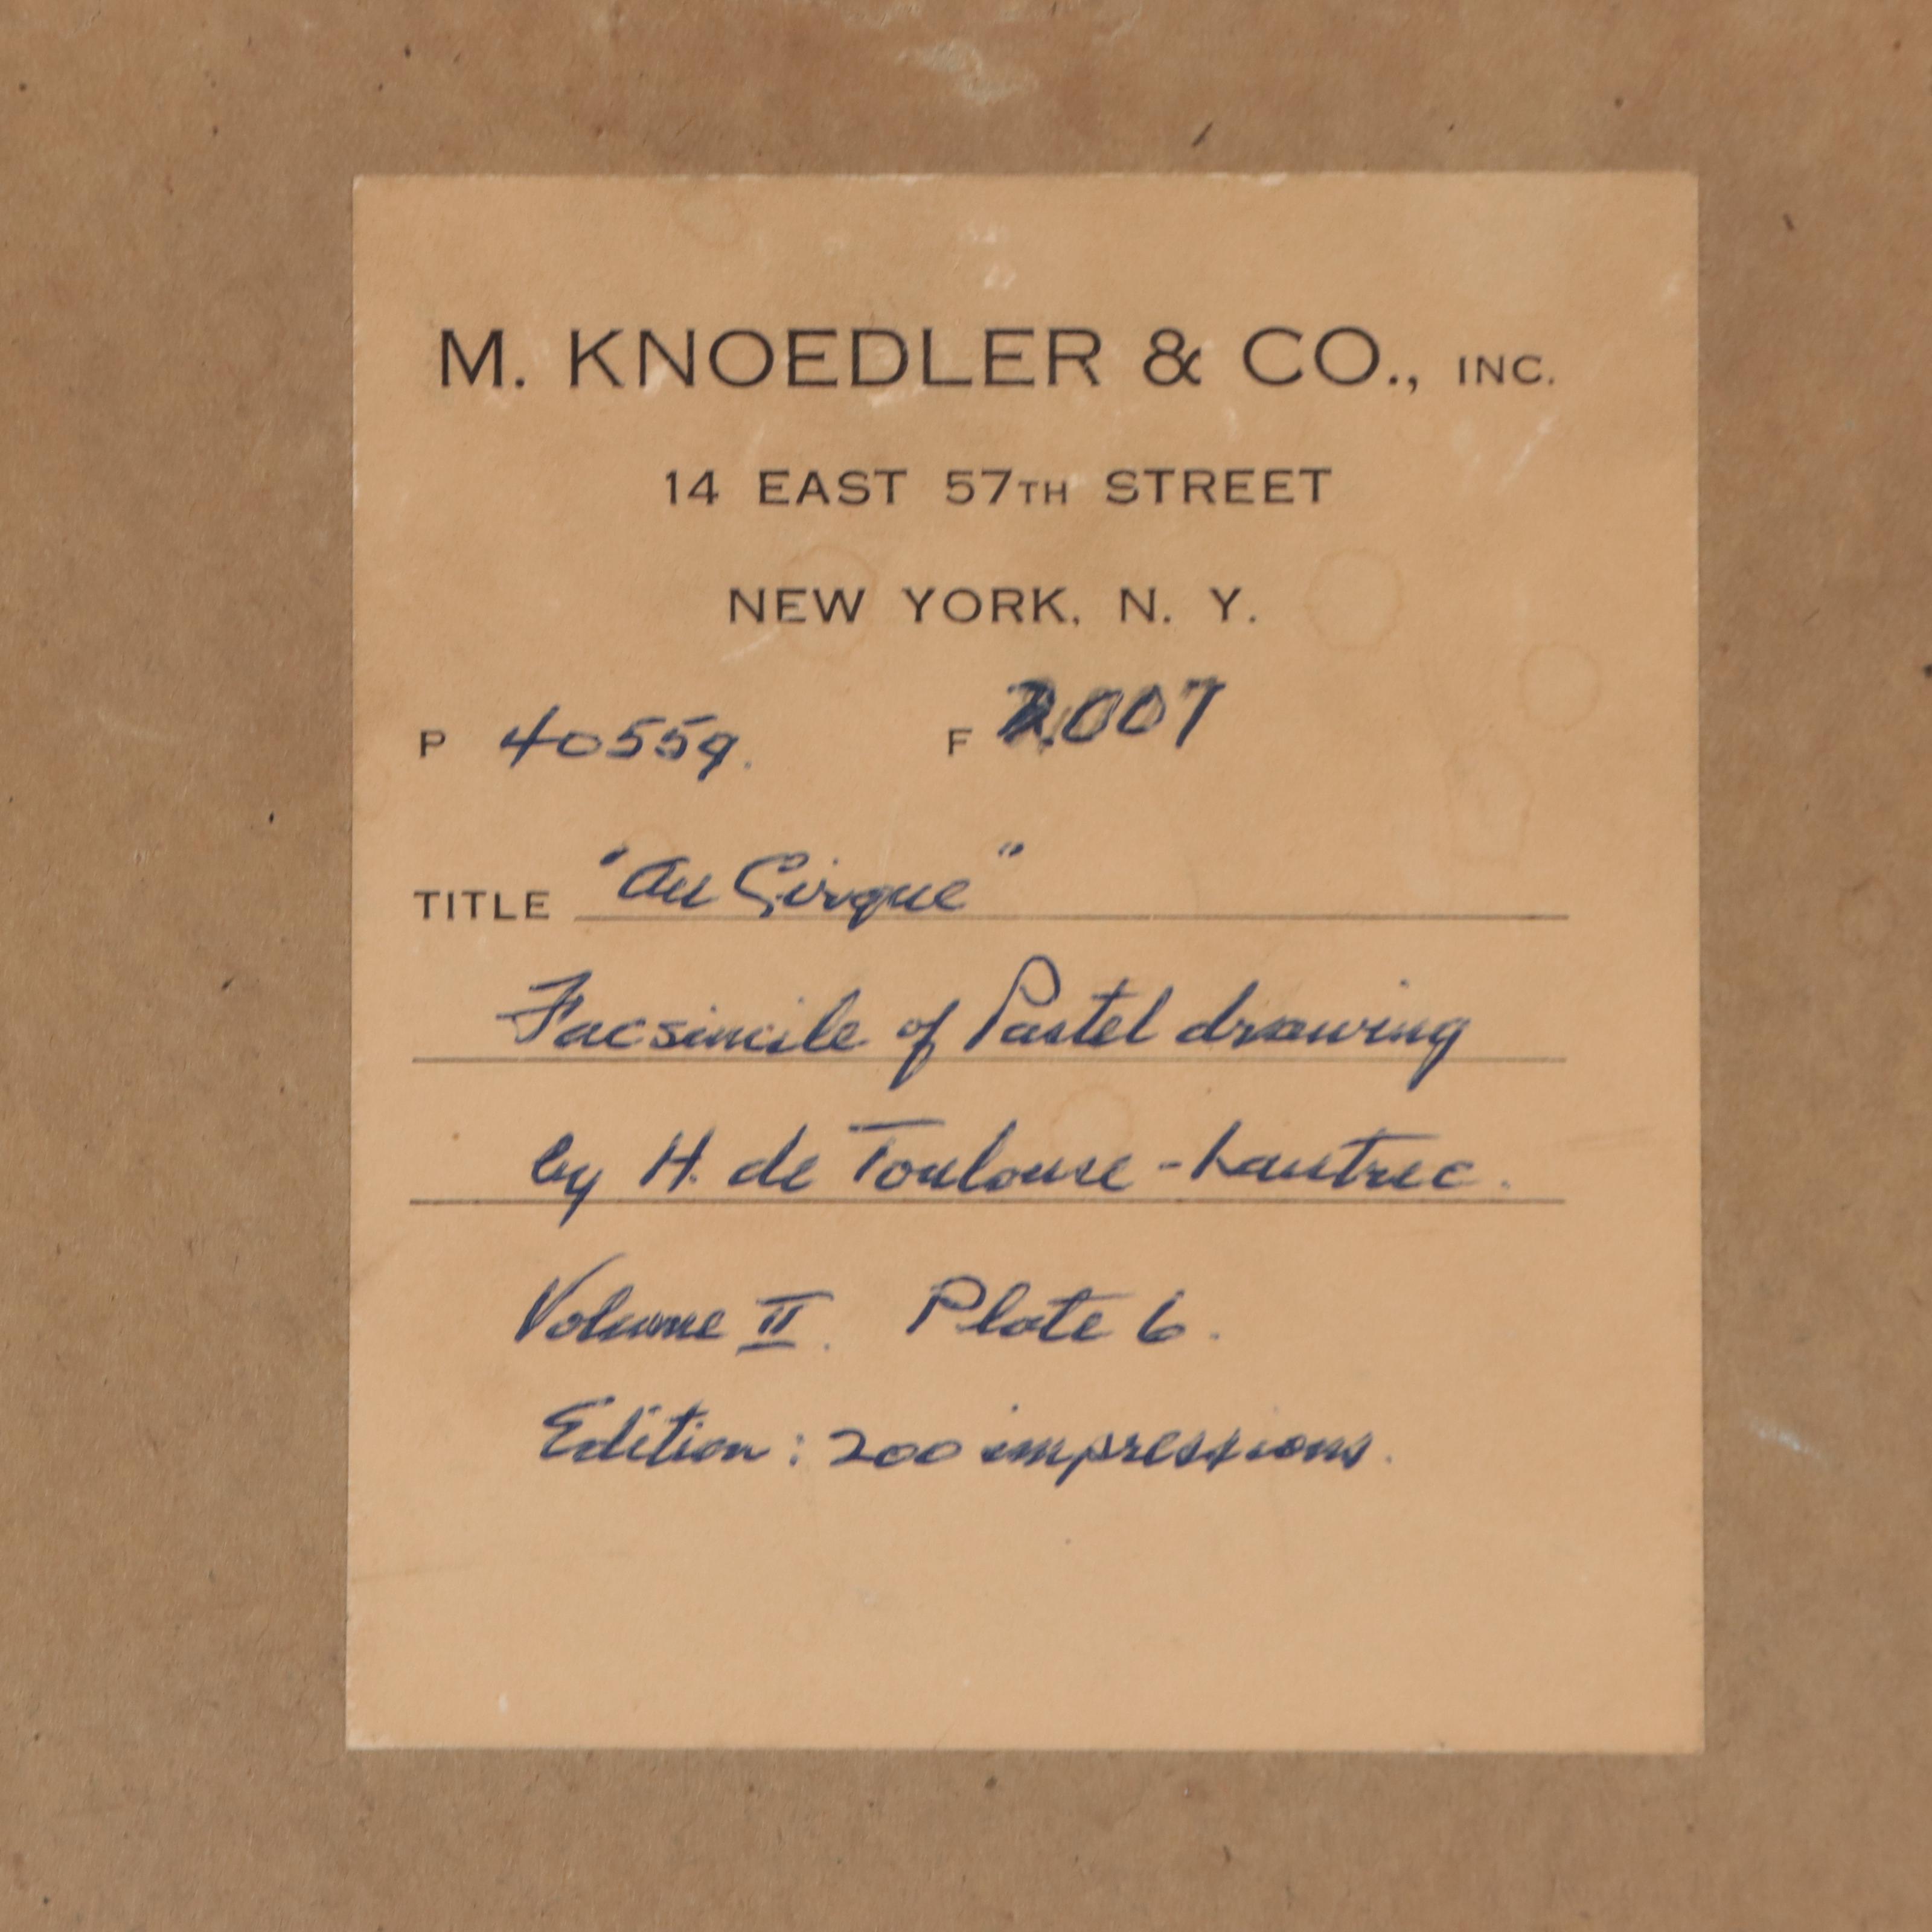 M. KNOEDLER & CO., INC.
14 EAST 57TH STREET
NEW YORK, N. Y.
P 40559. F 2007
TITLE "Au Cirque"
Facsimile of Pastel drawing
by H. de Toulouse-Lautrec.
Volume II. Plate 6.
Edition: 200 impressions.